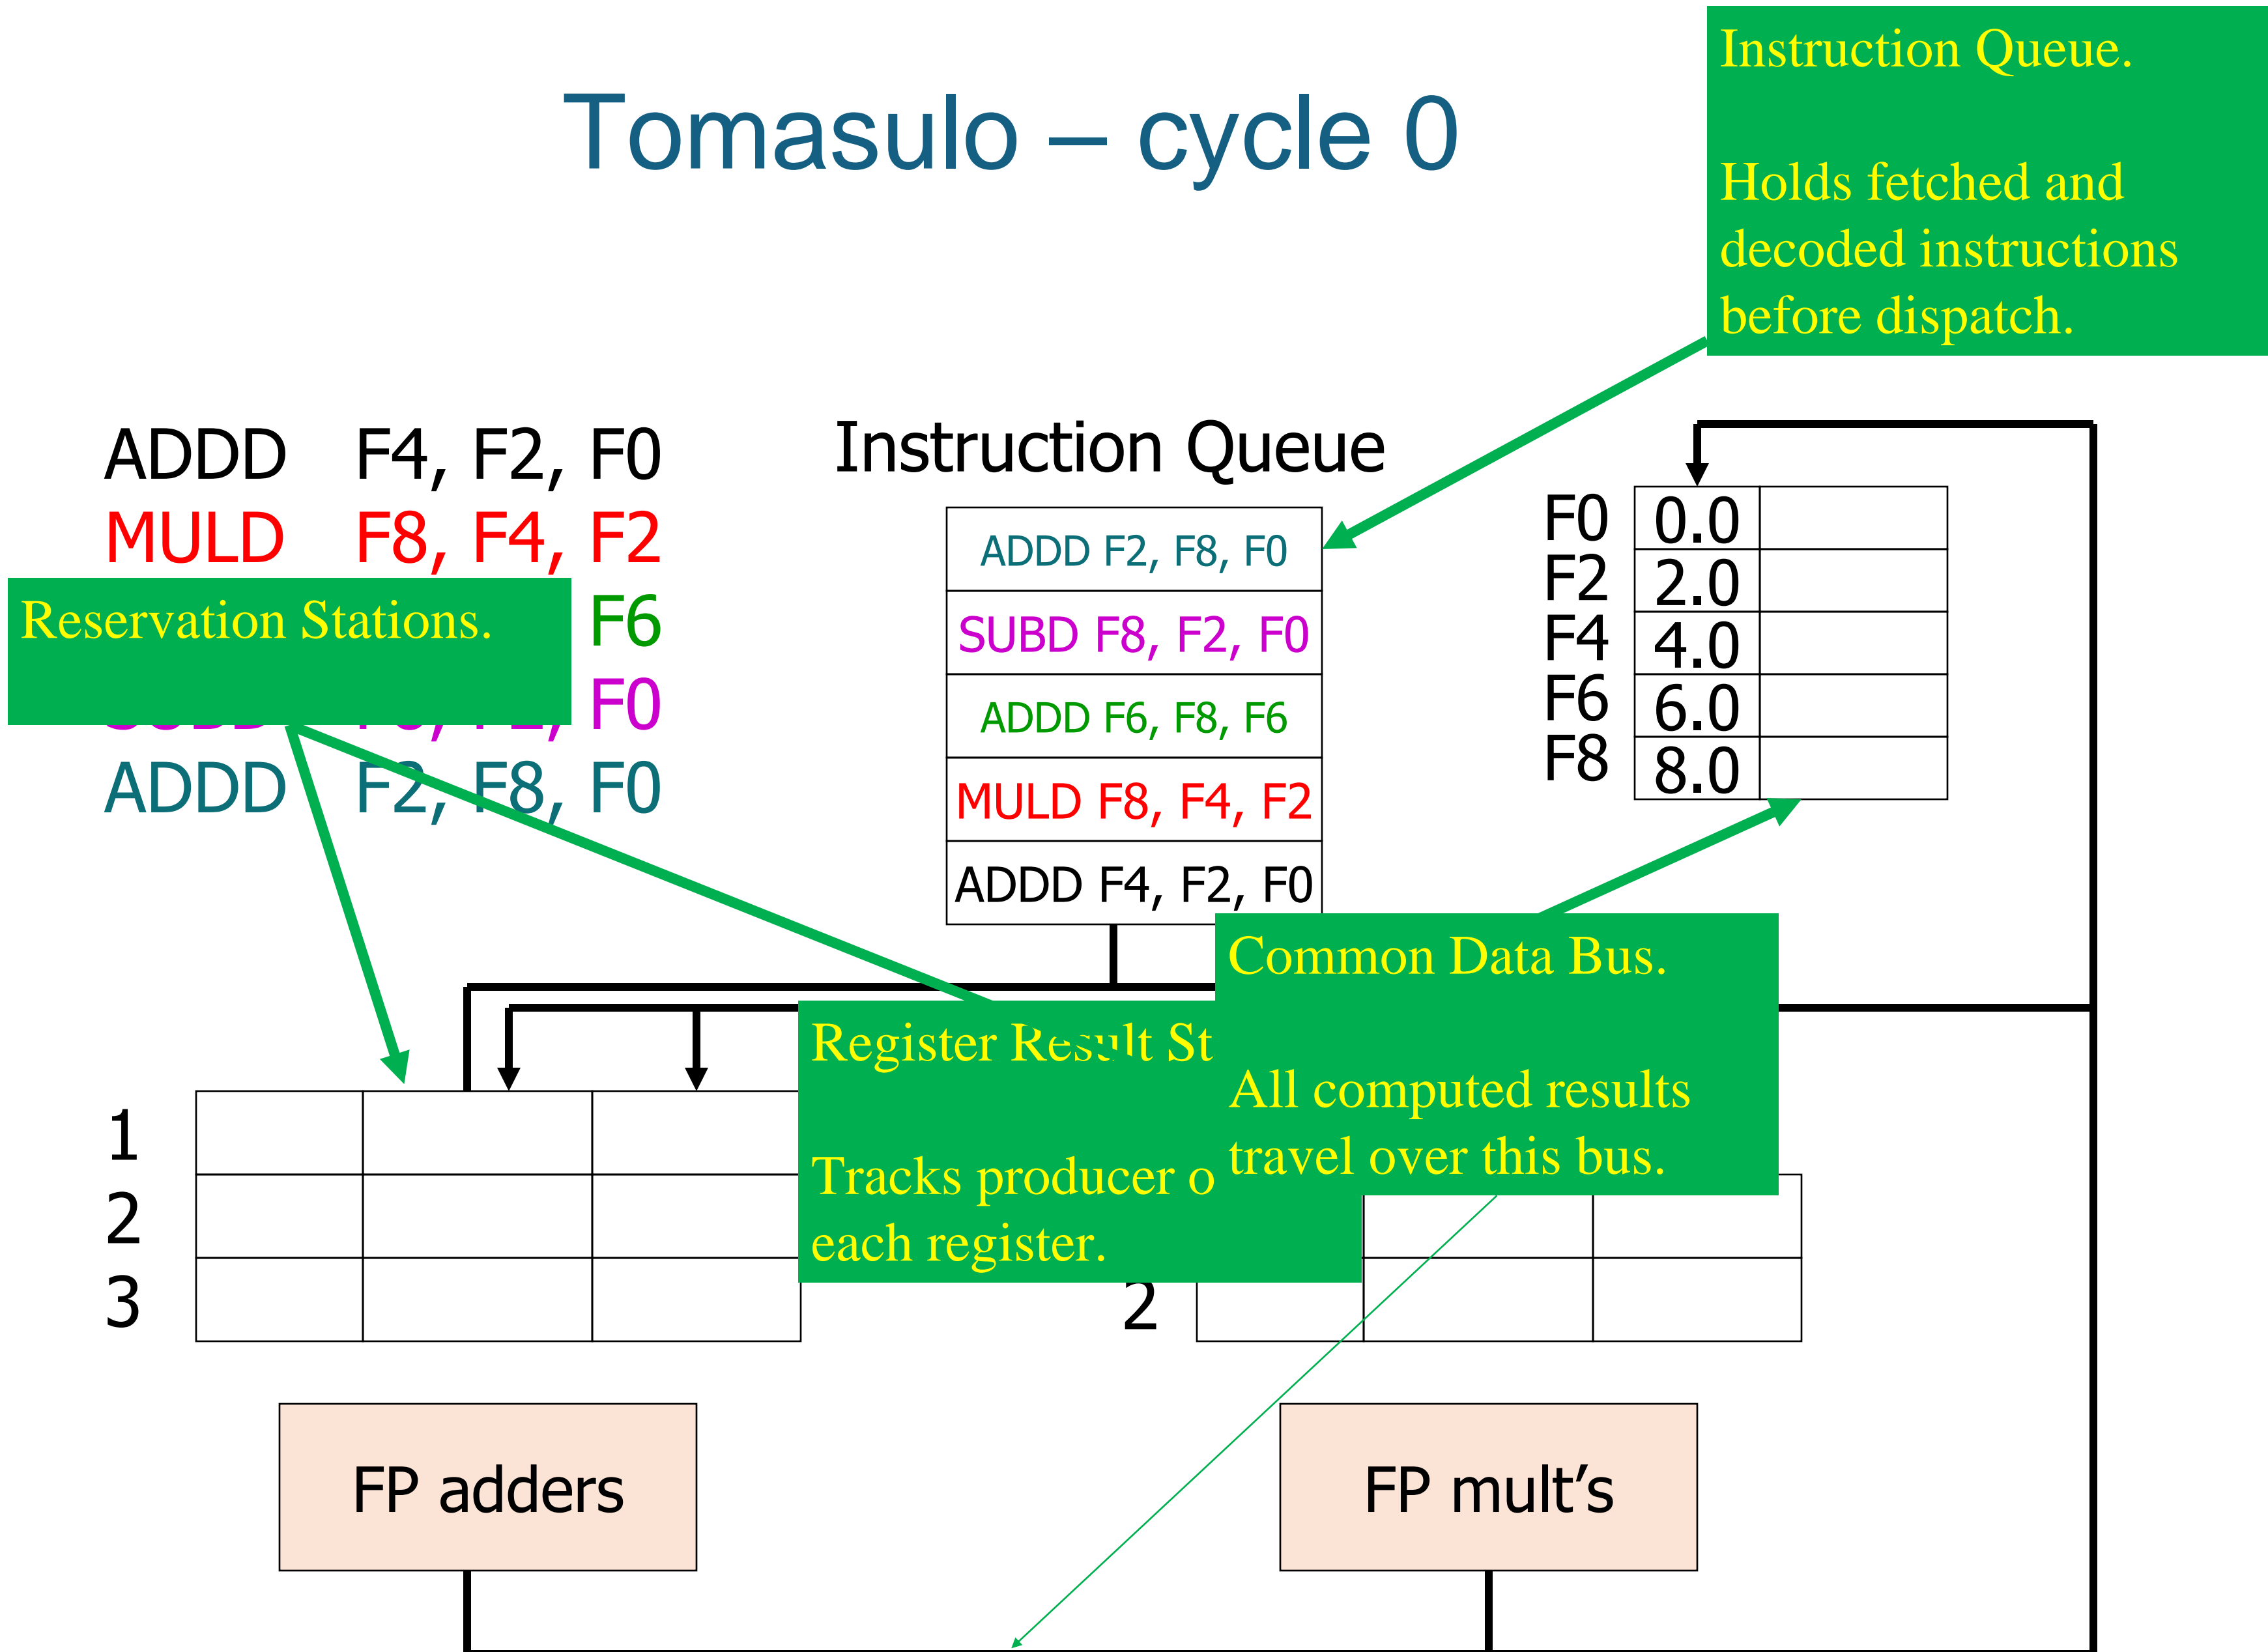 Tomasulo – cycle 0
Instruction Queue.
Holds fetched and
decoded instructions
before dispatch.
ADDD F4, F2, F0
MULD F8, F4, F2
F6
F0
ADDD F2, F8, F0
Reservation Stations.
Instruction Queue
ADDD F2, F8, F0
SUBD F8, F2, F0
ADDD F6, F8, F6
MULD F8, F4, F2
ADDD F4, F2, F0
F0 0.0
F2 2.0
F4 4.0
F6 6.0
F8 8.0
Register Result St
Tracks producer o
each register.
Common Data Bus.
All computed results
travel over this bus.
1
2
3
2
FP adders
FP mult’s